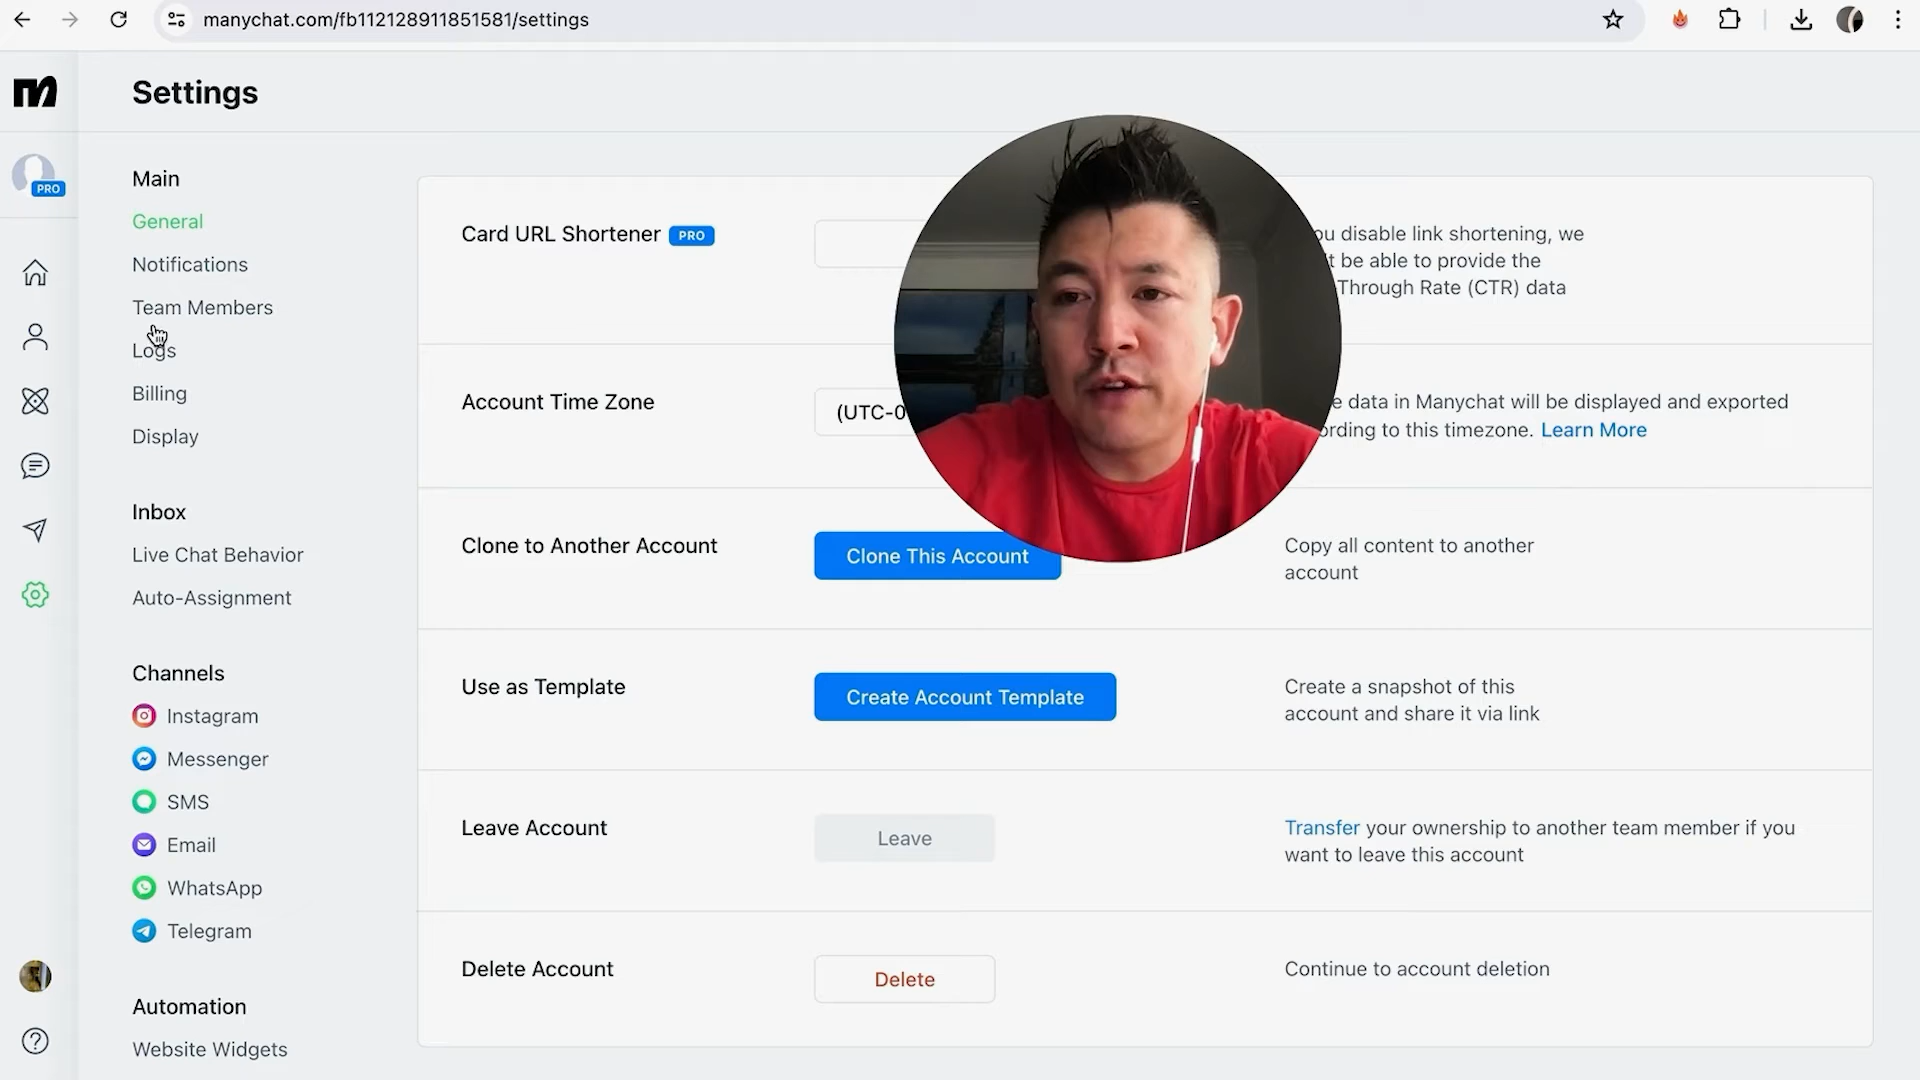 manychat.com/fb112128911851581/settings
Settings
PRO
Main
General
Notifications
Team Members
Logs
Billing
Display
Inbox
Live Chat Behavior
Auto-Assignment
Channels
Instagram
Messenger
SMS
Email
WhatsApp
Telegram
Automation
Website Widgets
Card URL Shortener PRO
disable link shortening, we
be able to provide the
Through Rate (CTR) data
Account Time Zone
(UTC-0
data in Manychat will be displayed and exported
to this timezone. Learn More
Clone to Another Account
Clone This Account
Copy all content to another
account
Use as Template
Create Account Template
Create a snapshot of this
account and share it via link
Leave Account
Leave
Transfer your ownership to another team member if you
want to leave this account
Delete Account
Delete
Continue to account deletion